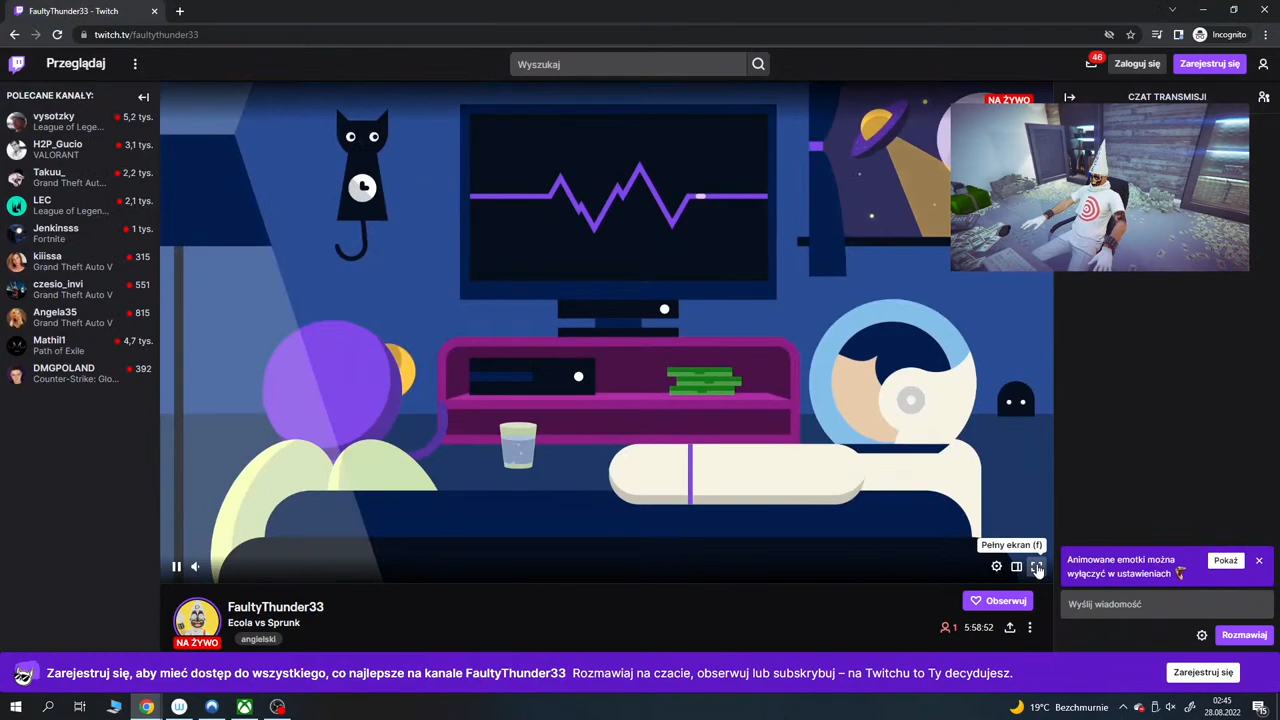 FaultyThunder33 - Twitch
twitch.tv/faultythunder33
Incognito
Przeglądaj
Wyszukaj
46
Zaloguj się
Zarejestruj się
POLECANE KANAŁY:
vysotzky
5,2 tys.
League of Lege...
H2P_Gucio
3,1 tys.
VALORANT
Takuu_
2,2 tys.
Grand Theft Aut...
LEC
2,1 tys.
League of Legen...
Jenkinsss
1 tys.
Fortnite
kiiissa
315
Grand Theft Auto V
czesio_invi
551
Grand Theft Auto V
Angela35
815
Grand Theft Auto V
Mathil1
4,7 tys.
Path of Exile
DMGPOLAND
392
Counter-Strike: Glo...
NA ŻYWO
CZAT TRANSMISJI
Pełny ekran (f)
Animowane emotki można
wyłączyć w ustawieniach
Pokaż
Wyślij wiadomość
Rozmawiaj
FaultyThunder33
Ecola vs Sprunk
angielski
NA ŻYWO
Obserwuj
1
5:58:52
Zarejestruj się, aby mieć dostęp do wszystkiego, co najlepsze na kanale FaultyThunder33 Rozmawiaj na czacie, obserwuj lub subskrybuj – na Twitchu to Ty decydujesz.
Zarejestruj się
19°C Bezchmurnie
02:45
28.08.2022
15